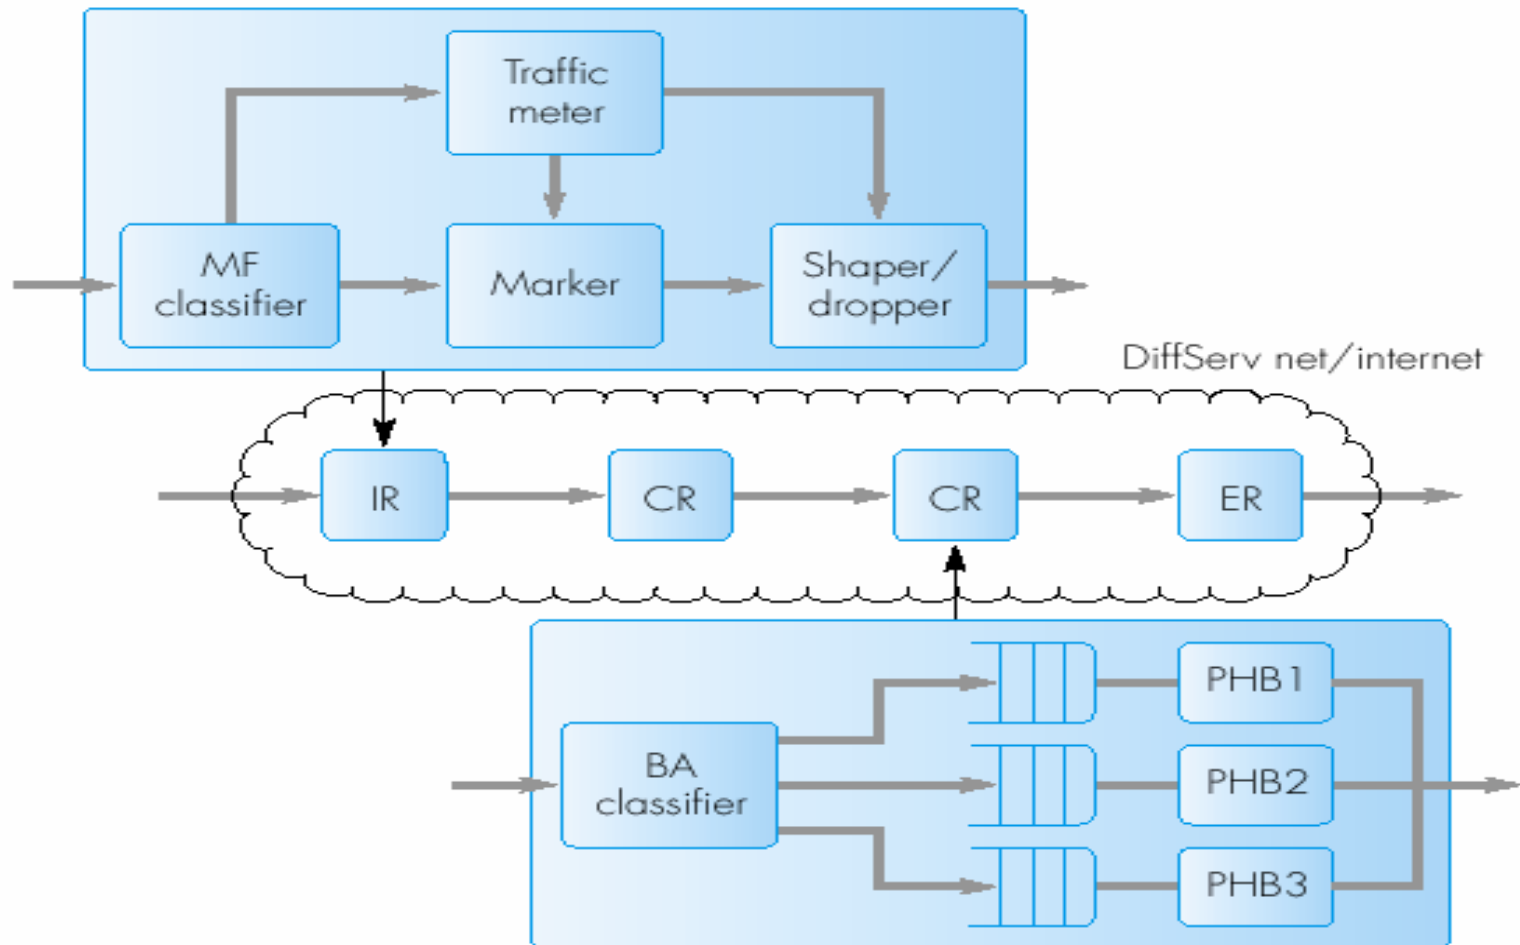 Traffic
meter
MF
classifier
Marker
Shaper/
dropper
DiffServ net/internet
IR
CR
CR
ER
PHB1
BA
classifier
PHB2
PHB3